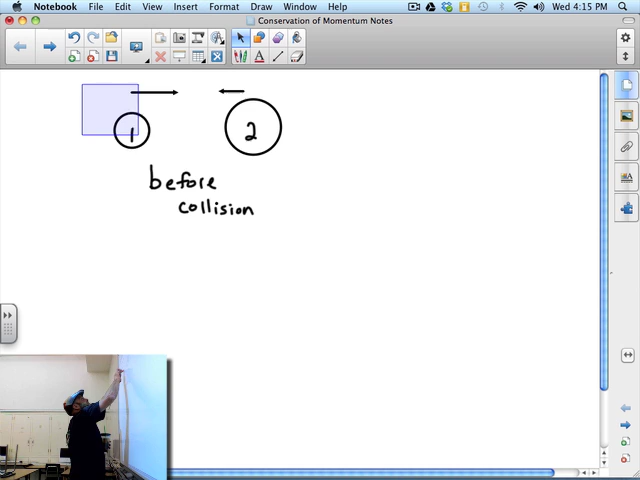 Notebook File Edit View Insert Format Draw Window Help Wed 4:15 PM
Conservation of Momentum Notes
1
2
before
collision